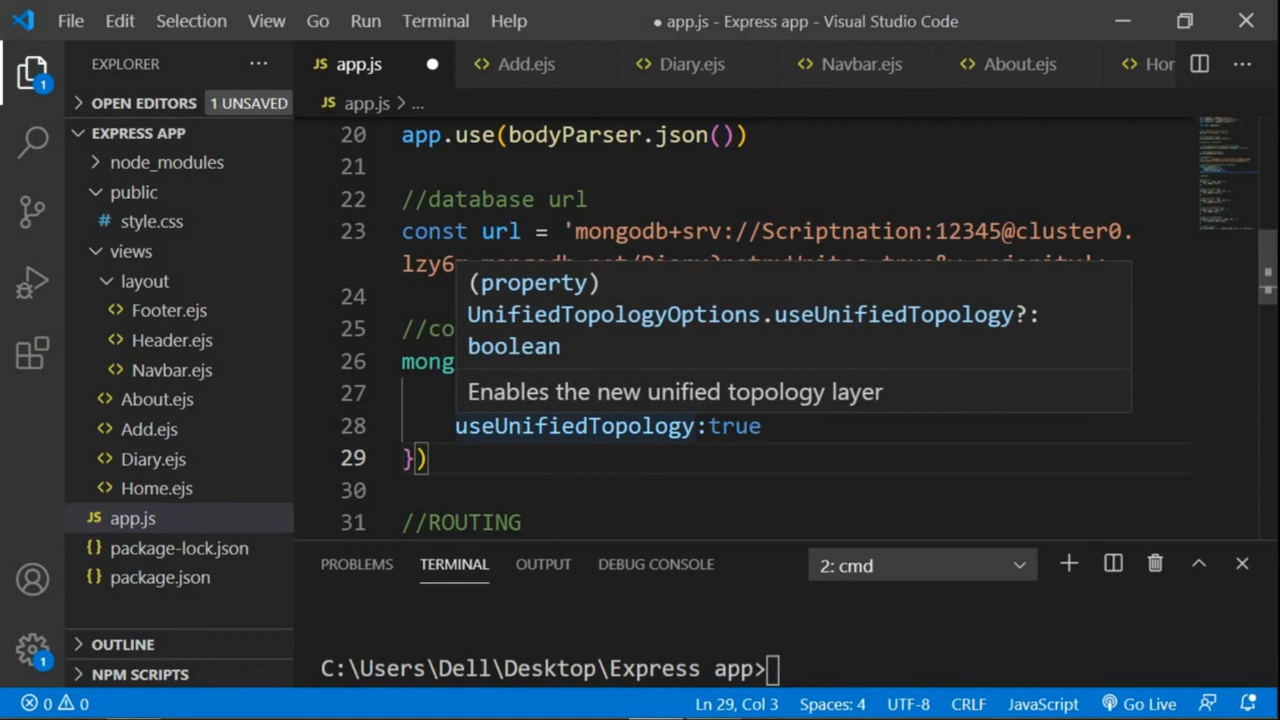 File Edit Selection View Go Run Terminal Help
● app.js - Express app - Visual Studio Code
EXPLORER ...
JS app.js ●
<> Add.ejs
<> Diary.ejs
<> Navbar.ejs
<> About.ejs
<> Hor
1
OPEN EDITORS 1 UNSAVED
EXPRESS APP
node_modules
public
# style.css
views
layout
<> Footer.ejs
<> Header.ejs
<> Navbar.ejs
<> About.ejs
<> Add.ejs
<> Diary.ejs
<> Home.ejs
JS app.js
{} package-lock.json
{} package.json
OUTLINE
NPM SCRIPTS
1
JS app.js > ...
20 app.use(bodyParser.json())
21
22 //database url
23 const url = 'mongodb+srv://Scriptnation:12345@cluster0.
lzy6
24
25 //co
26 mong
27
28 useUnifiedTopology:true
29 })
30
31 //ROUTING
(property)
UnifiedTopologyOptions.useUnifiedTopology?:
boolean
Enables the new unified topology layer
PROBLEMS TERMINAL OUTPUT DEBUG CONSOLE
2: cmd
C:\Users\Dell\Desktop\Express app>
0 0
Ln 29, Col 3 Spaces: 4 UTF-8 CRLF JavaScript Go Live